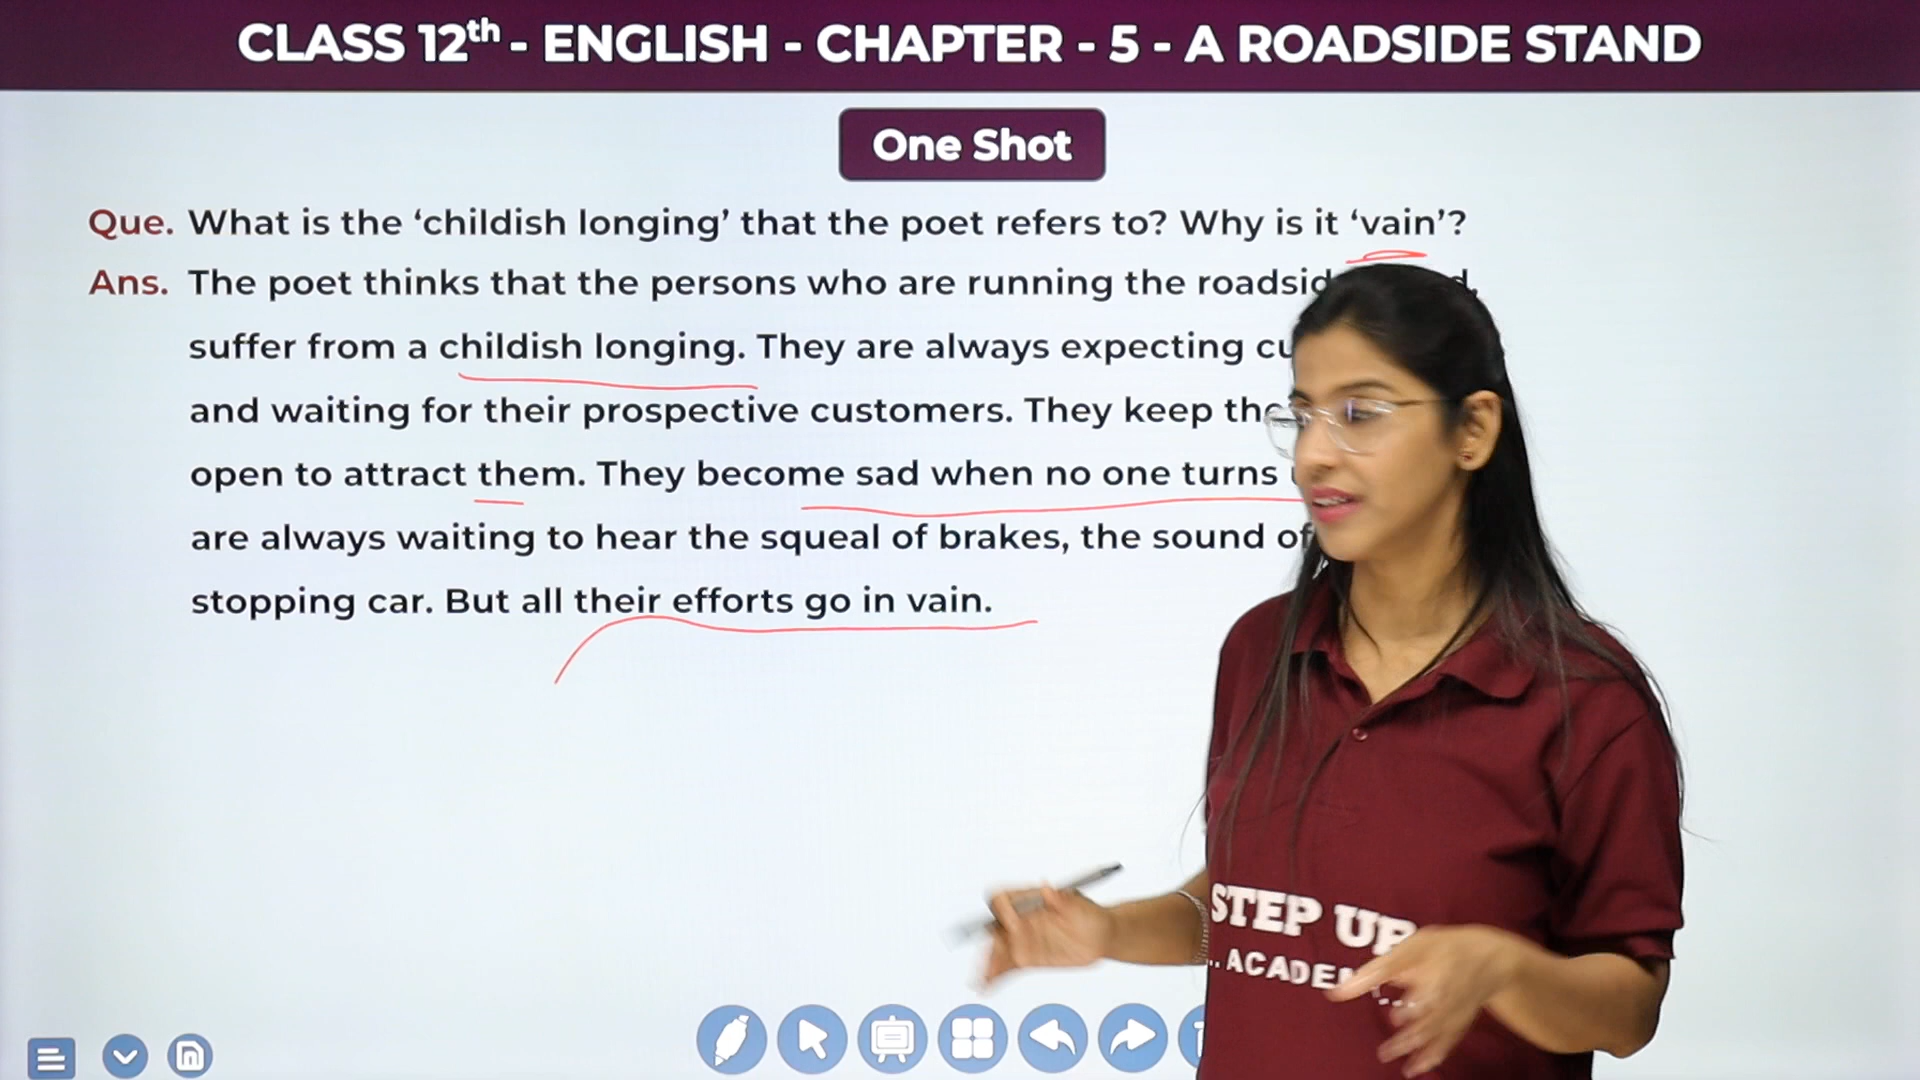 CLASS 12th - ENGLISH - CHAPTER - 5 - A ROADSIDE STAND
One Shot
Que. What is the ‘childish longing’ that the poet refers to? Why is it ‘vain’?
Ans. The poet thinks that the persons who are running the
suffer from a childish longing. They are always expecting
and waiting for their prospective customers. They keep
open to attract them. They become sad when no one turns
are always waiting to hear the squeal of brakes, the sound of
stopping car. But all their efforts go in vain.
STEP UP